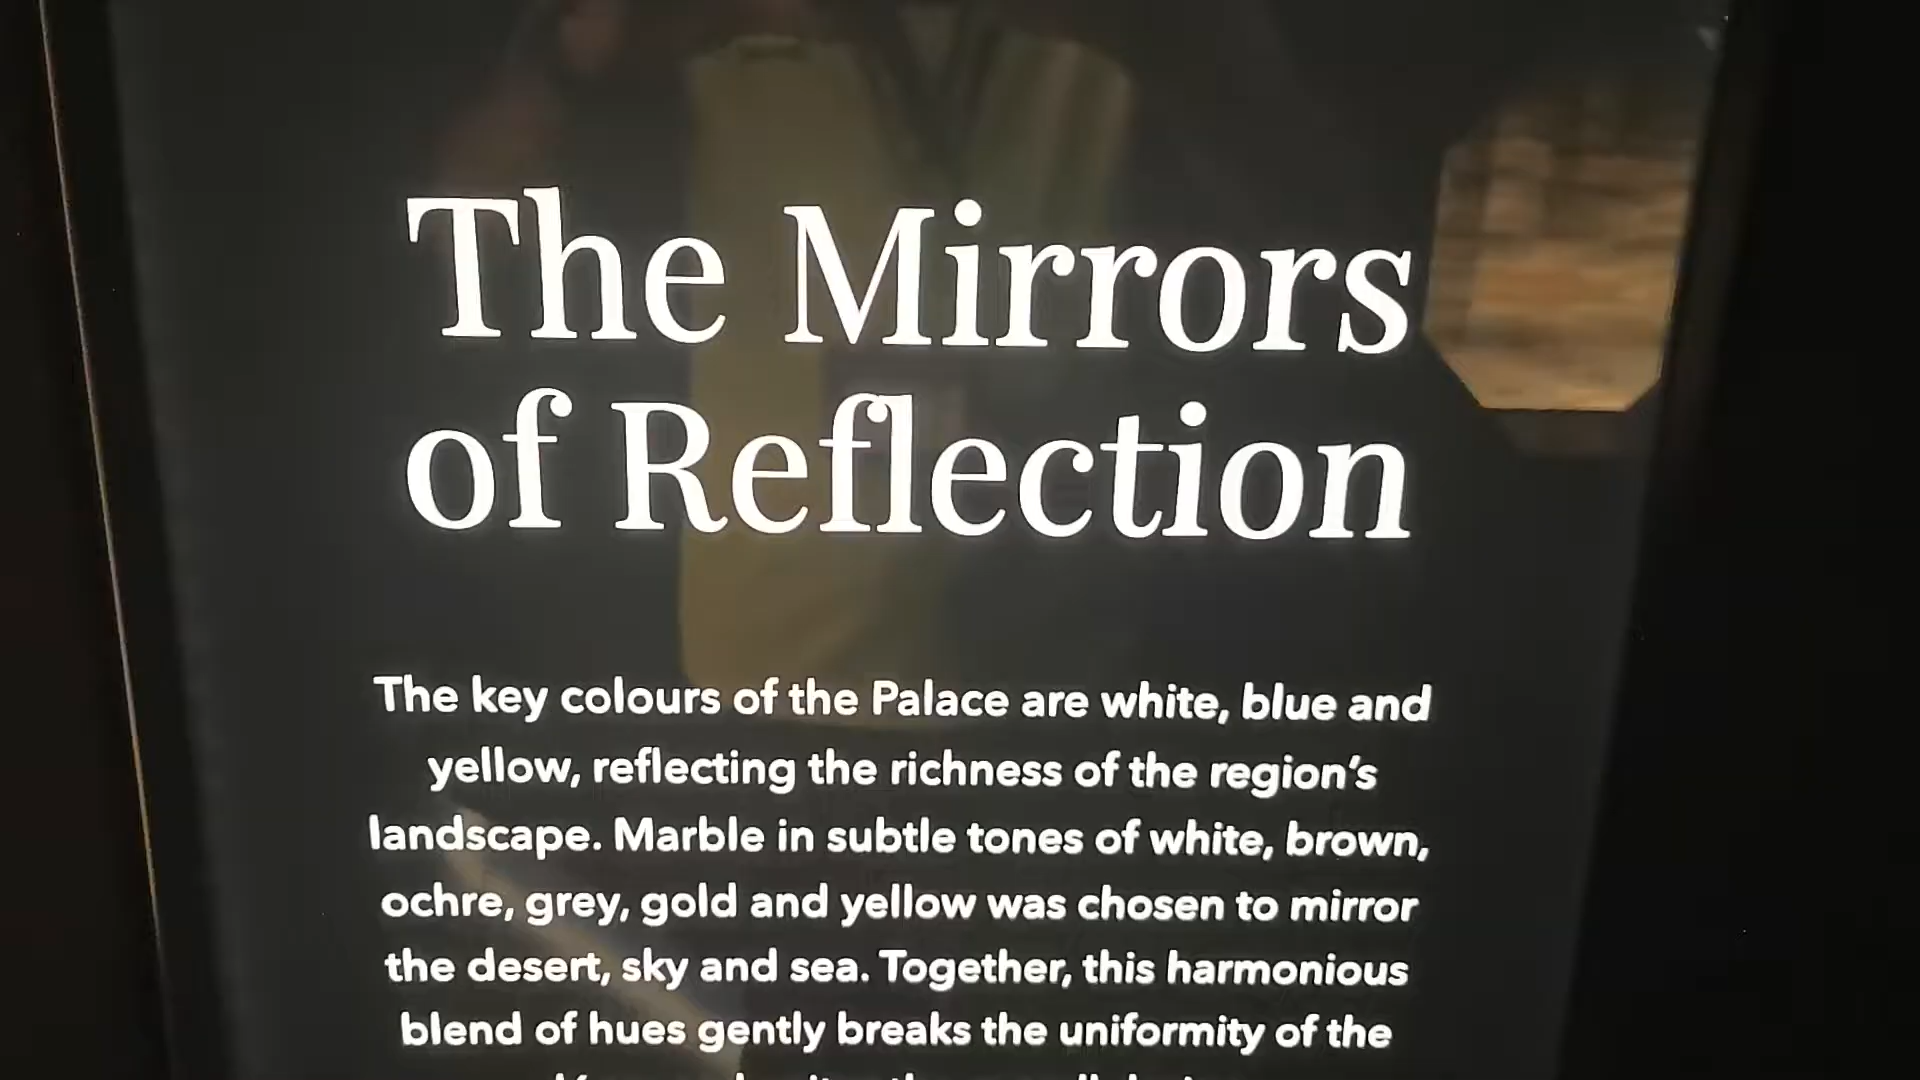 The Mirrors
of Reflection
The key colours of the Palace are white, blue and
yellow, reflecting the richness of the region’s
landscape. Marble in subtle tones of white, brown,
ochre, grey, gold and yellow was chosen to mirror
the desert, sky and sea. Together, this harmonious
blend of hues gently breaks the uniformity of the